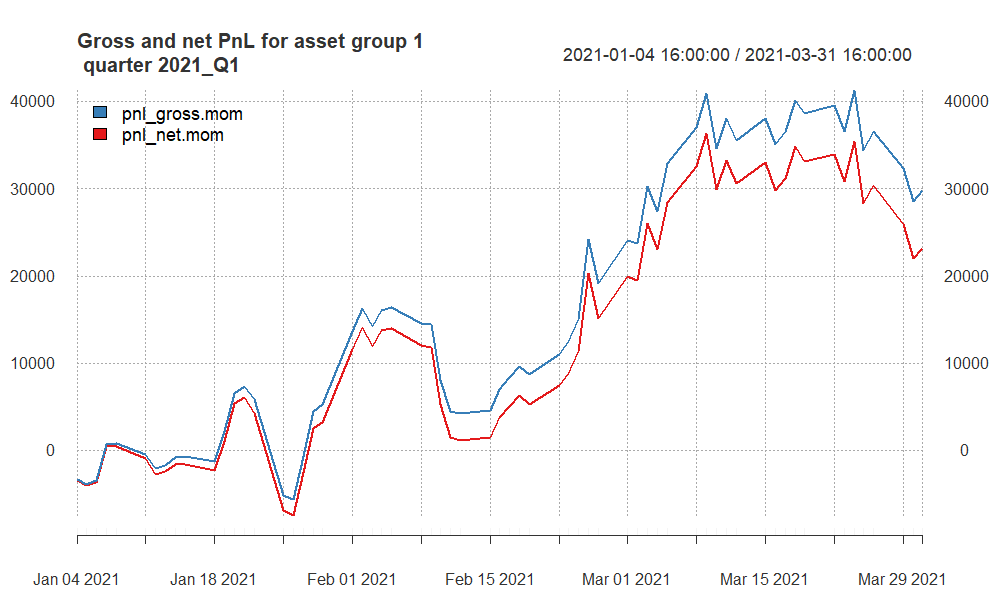 Gross and net PnL for asset group 1
quarter 2021_Q1
2021-01-04 16:00:00 / 2021-03-31 16:00:00
pnl_gross.mom
pnl_net.mom
40000
40000
30000
30000
20000
20000
10000
10000
0
0
Jan 04 2021
Jan 18 2021
Feb 01 2021
Feb 15 2021
Mar 01 2021
Mar 15 2021
Mar 29 2021